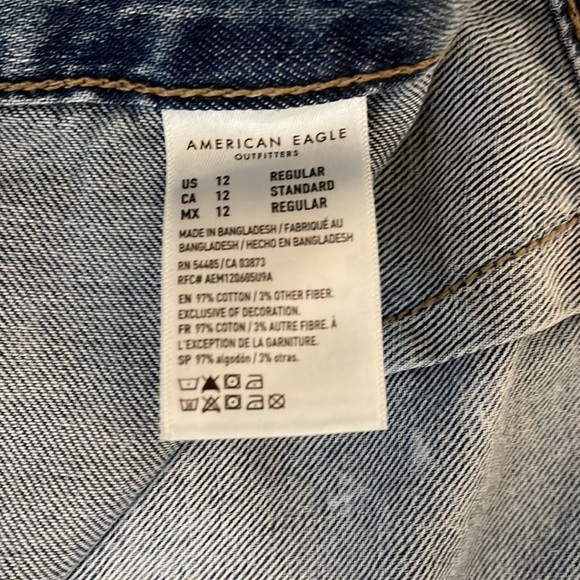 AMERICAN EAGLE
OUTFITTERS
US 12 REGULAR
CA 12 STANDARD
MX 12 REGULAR
MADE IN BANGLADESH / FABRIQUÉ AU
BANGLADESH / HECHO EN BANGLADESH
RN 54485 / CA 03873
RFC# AEM120605U9A
EN 97% COTTON / 3% OTHER FIBER.
EXCLUSIVE OF DECORATION.
FR 97% COTON / 3% AUTRE FIBRE. À
L'EXCEPTION DE LA GARNITURE.
SP 97% algodón / 3% otras.